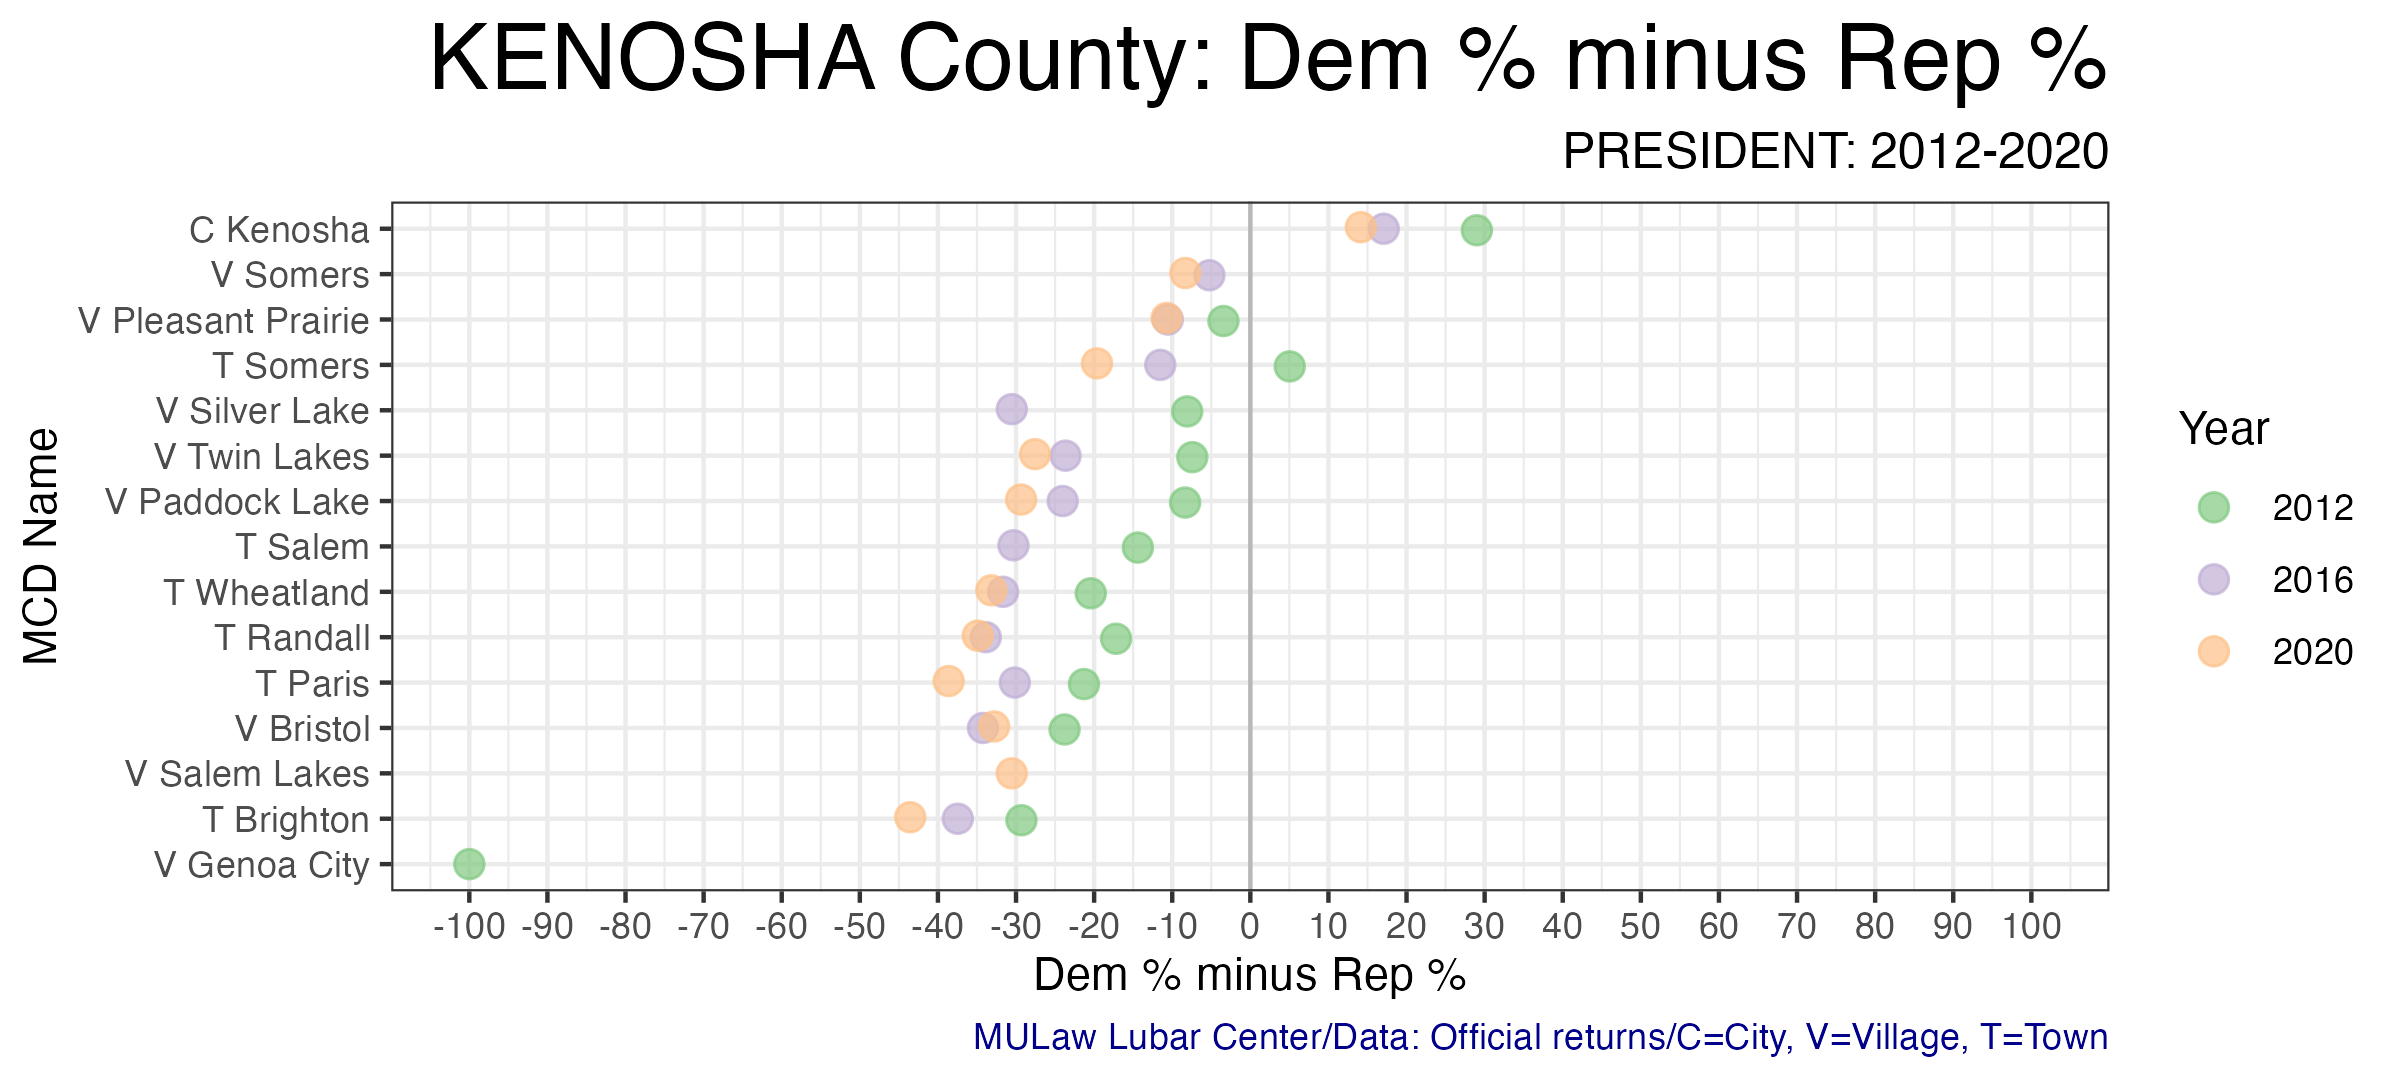 KENOSHA County: Dem % minus Rep %
PRESIDENT: 2012-2020
MCD Name
C Kenosha
V Somers
V Pleasant Prairie
T Somers
V Silver Lake
V Twin Lakes
V Paddock Lake
T Salem
T Wheatland
T Randall
T Paris
V Bristol
V Salem Lakes
T Brighton
V Genoa City
-100 -90 -80 -70 -60 -50 -40 -30 -20 -10 0 10 20 30 40 50 60 70 80 90 100
Dem % minus Rep %
Year
2012
2016
2020
MULaw Lubar Center/Data: Official returns/C=City, V=Village, T=Town